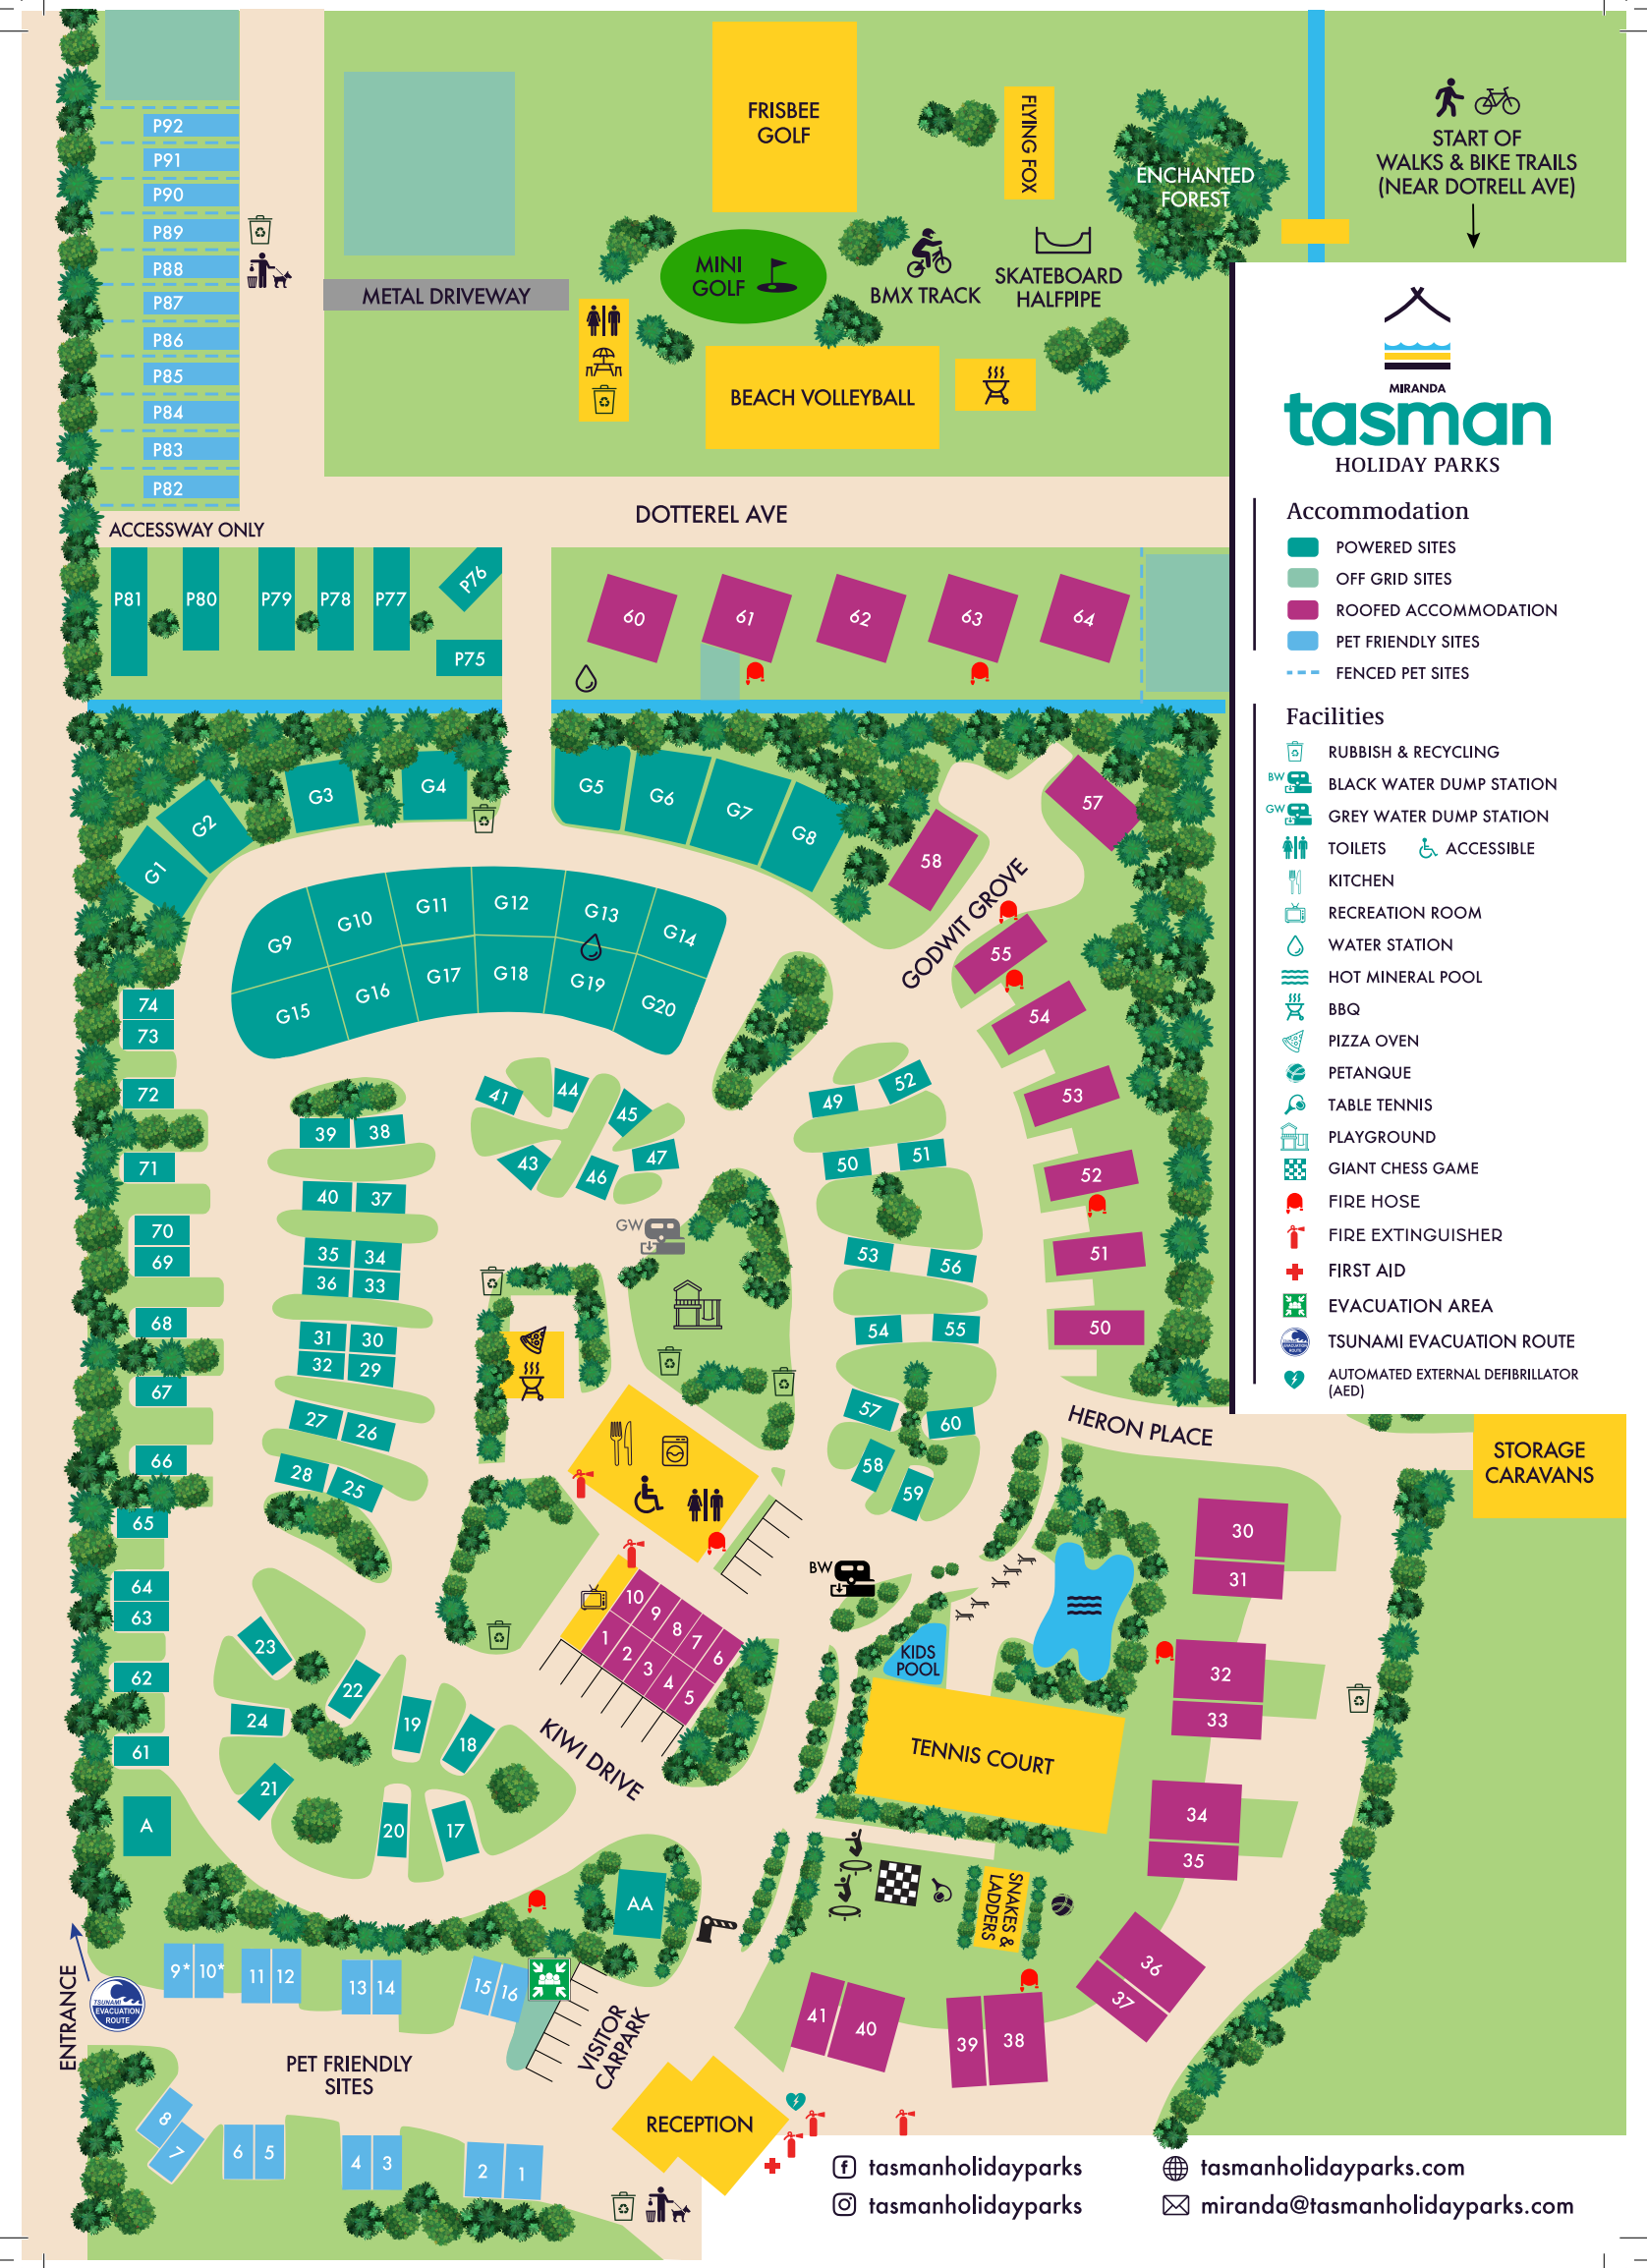 P92
P91
P90
P89
P88
P87
P86
P85
P84
P83
P82
FRISBEE
GOLF
FLYING FOX
ENCHANTED
FOREST
START OF
WALKS & BIKE TRAILS
(NEAR DOTRELL AVE)
METAL DRIVEWAY
MINI
GOLF
BMX TRACK
SKATEBOARD
HALFPIPE
BEACH VOLLEYBALL
DOTTEREL AVE
ACCESSWAY ONLY
MIRANDA
tasman
HOLIDAY PARKS
Accommodation
POWERED SITES
OFF GRID SITES
ROOFED ACCOMMODATION
PET FRIENDLY SITES
FENCED PET SITES
Facilities
RUBBISH & RECYCLING
BW BLACK WATER DUMP STATION
GW GREY WATER DUMP STATION
TOILETS ACCESSIBLE
KITCHEN
RECREATION ROOM
WATER STATION
HOT MINERAL POOL
BBQ
PIZZA OVEN
PETANQUE
TABLE TENNIS
PLAYGROUND
GIANT CHESS GAME
FIRE HOSE
FIRE EXTINGUISHER
FIRST AID
EVACUATION AREA
TSUNAMI EVACUATION ROUTE
AUTOMATED EXTERNAL DEFIBRILLATOR
(AED)
P81 P80 P79 P78 P77 P76
P75
60 61 62 63 64
G1 G2 G3 G4 G5 G6 G7 G8
58 57
GODWIT GROVE
G9 G10 G11 G12 G13 G14
G15 G16 G17 G18 G19 G20
55
54
53
52
51
50
74
73
72
71
70
69
68
67
66
65
64
63
62
61
A
39 38
40 37
35 34
36 33
31 30
32 29
27 26
28 25
41 44 45
43 46 47
GW
49 52
50 51
53 56
54 55
57 60
58 59
HERON PLACE
STORAGE
CARAVANS
BW
10 9 8 7 6
1 2 3 4 5
KIWI DRIVE
KIDS
POOL
TENNIS COURT
30
31
32
33
34
35
36
37
38
39
40
41
23
22
24
19
18
21
20
17
AA
SNAKES &
LADDERS
ENTRANCE
TSUNAMI
EVACUATION
ROUTE
9* 10* 11 12 13 14 15 16
VISITOR
CARPARK
PET FRIENDLY
SITES
8
7
6 5 4 3 2 1
RECEPTION
tasmanholidayparks
tasmanholidayparks
tasmanholidayparks.com
miranda@tasmanholidayparks.com